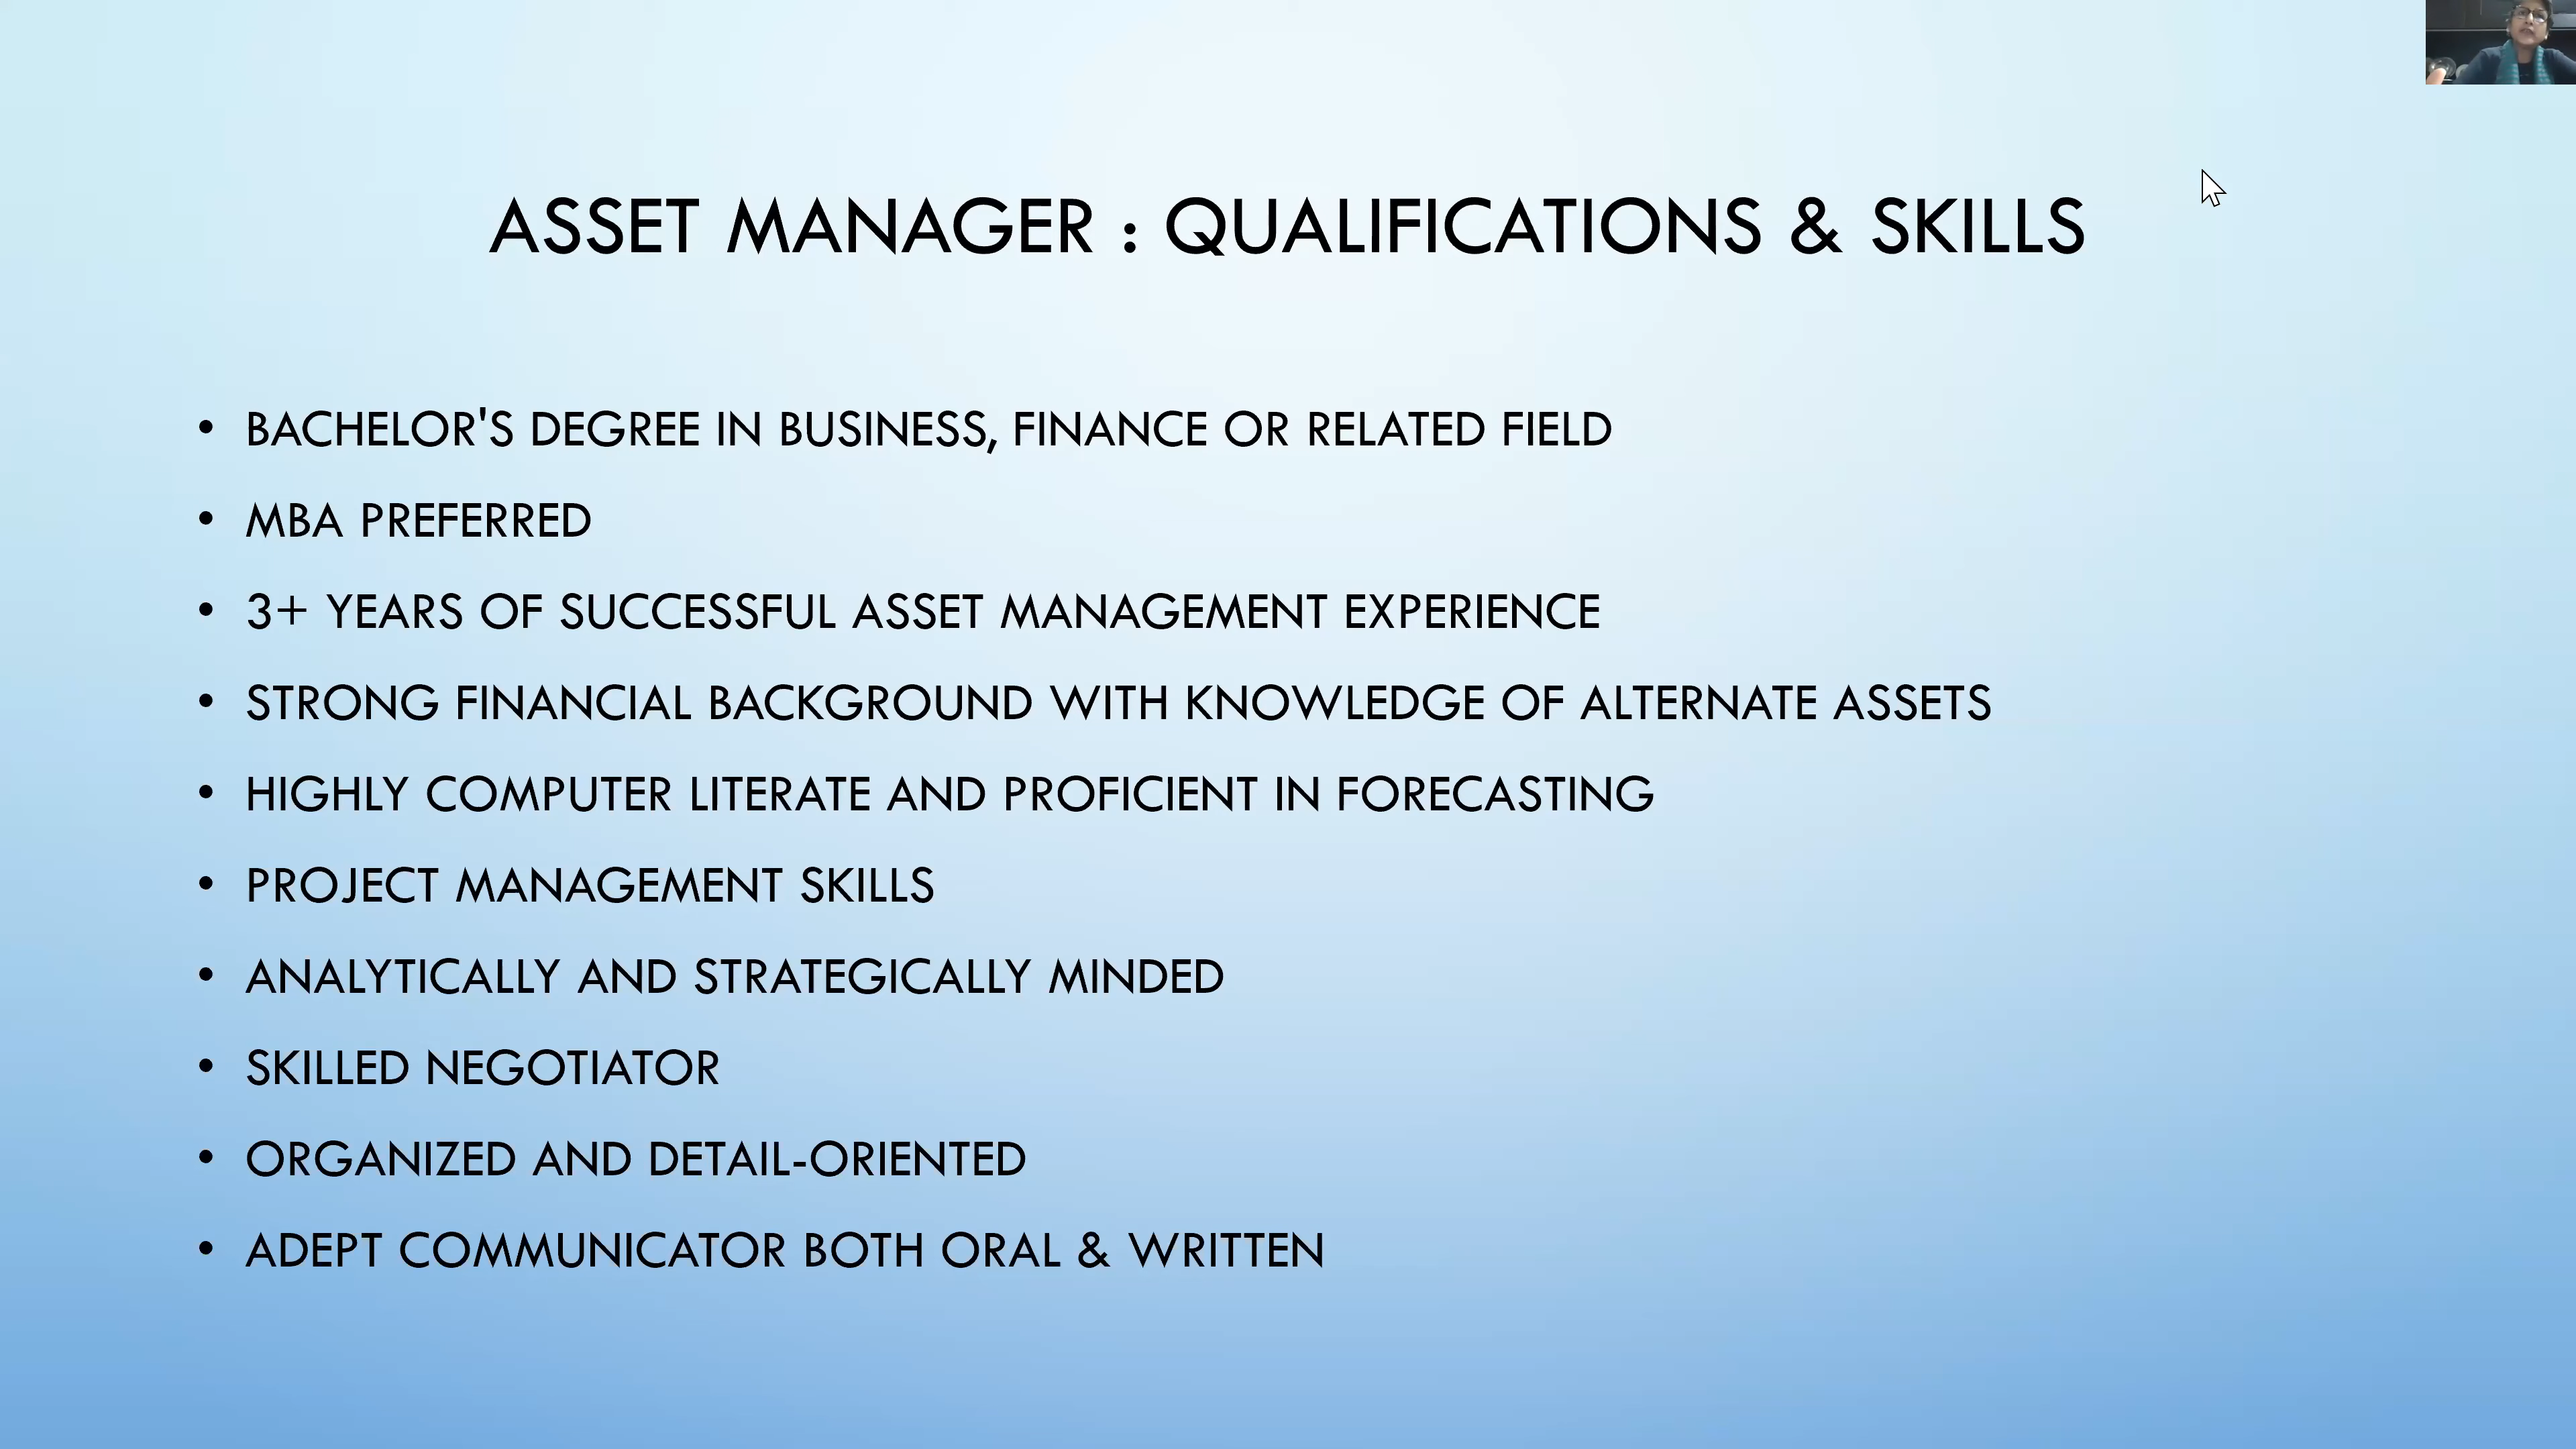 ASSET MANAGER : QUALIFICATIONS & SKILLS
• BACHELOR'S DEGREE IN BUSINESS, FINANCE OR RELATED FIELD
• MBA PREFERRED
• 3+ YEARS OF SUCCESSFUL ASSET MANAGEMENT EXPERIENCE
• STRONG FINANCIAL BACKGROUND WITH KNOWLEDGE OF ALTERNATE ASSETS
• HIGHLY COMPUTER LITERATE AND PROFICIENT IN FORECASTING
• PROJECT MANAGEMENT SKILLS
• ANALYTICALLY AND STRATEGICALLY MINDED
• SKILLED NEGOTIATOR
• ORGANIZED AND DETAIL-ORIENTED
• ADEPT COMMUNICATOR BOTH ORAL & WRITTEN